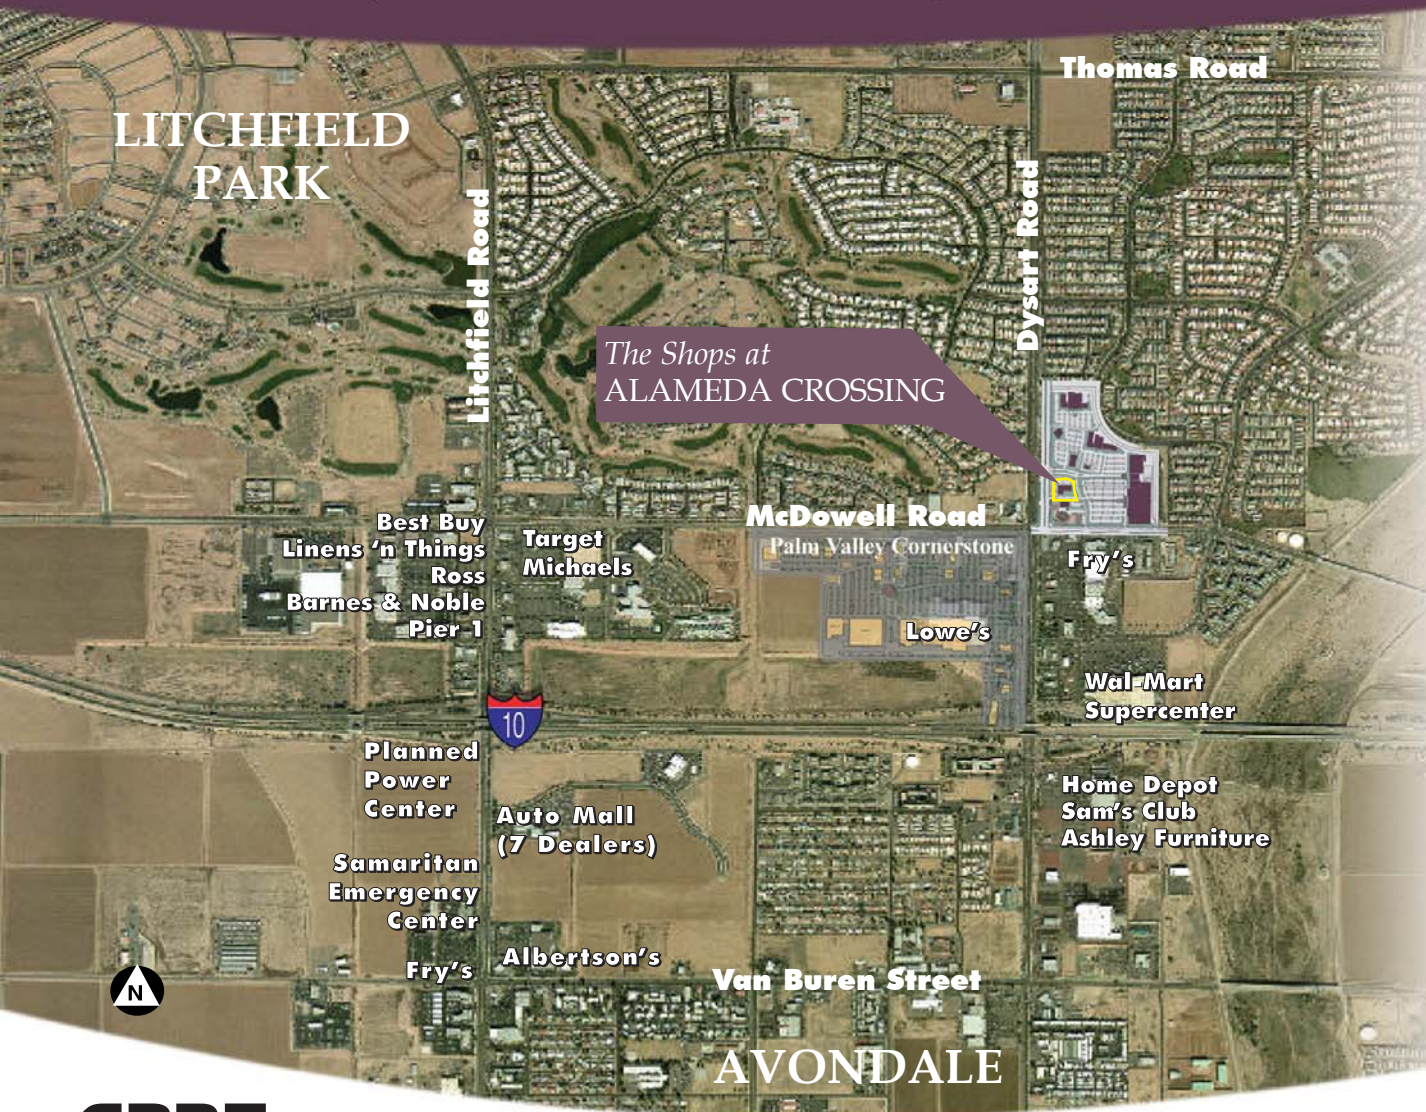 Thomas Road
LITCHFIELD
PARK
Litchfield Road
Dysart Road
The Shops at
ALAMEDA CROSSING
McDowell Road
Best Buy
Linens ‘n Things
Ross
Barnes & Noble
Pier 1
Target
Michaels
Palm Valley Cornerstone
Lowe’s
Fry’s
Wal-Mart
Supercenter
10
Planned
Power
Center
Auto Mall
(7 Dealers)
Home Depot
Sam’s Club
Ashley Furniture
Samaritan
Emergency
Center
Fry’s
Albertson’s
Van Buren Street
N
AVONDALE